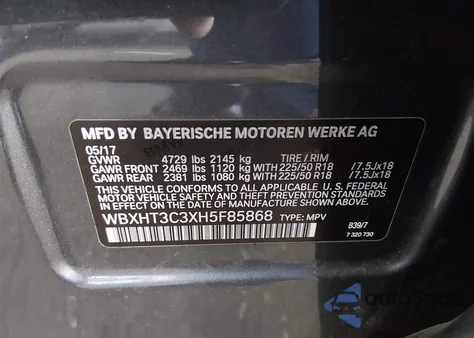 MFD BY BAYERISCHE MOTOREN WERKE AG
05/17
GVWR 4729 lbs 2145 kg TIRE / RIM
GAWR FRONT 2469 lbs 1120 kg WITH 225/50 R18 /7.5Jx18
GAWR REAR 2381 lbs 1080 kg WITH 225/50 R18 /7.5Jx18
THIS VEHICLE CONFORMS TO ALL APPLICABLE U.S. FEDERAL
MOTOR VEHICLE SAFETY, BUMPER AND THEFT PREVENTION
STANDARDS IN EFFECT ON THE DATE OF MANUFACTURE
SHOWN ABOVE.
WBXHT3C3XH5F85868 TYPE: MPV
839/7
7 320 730
autoSnap